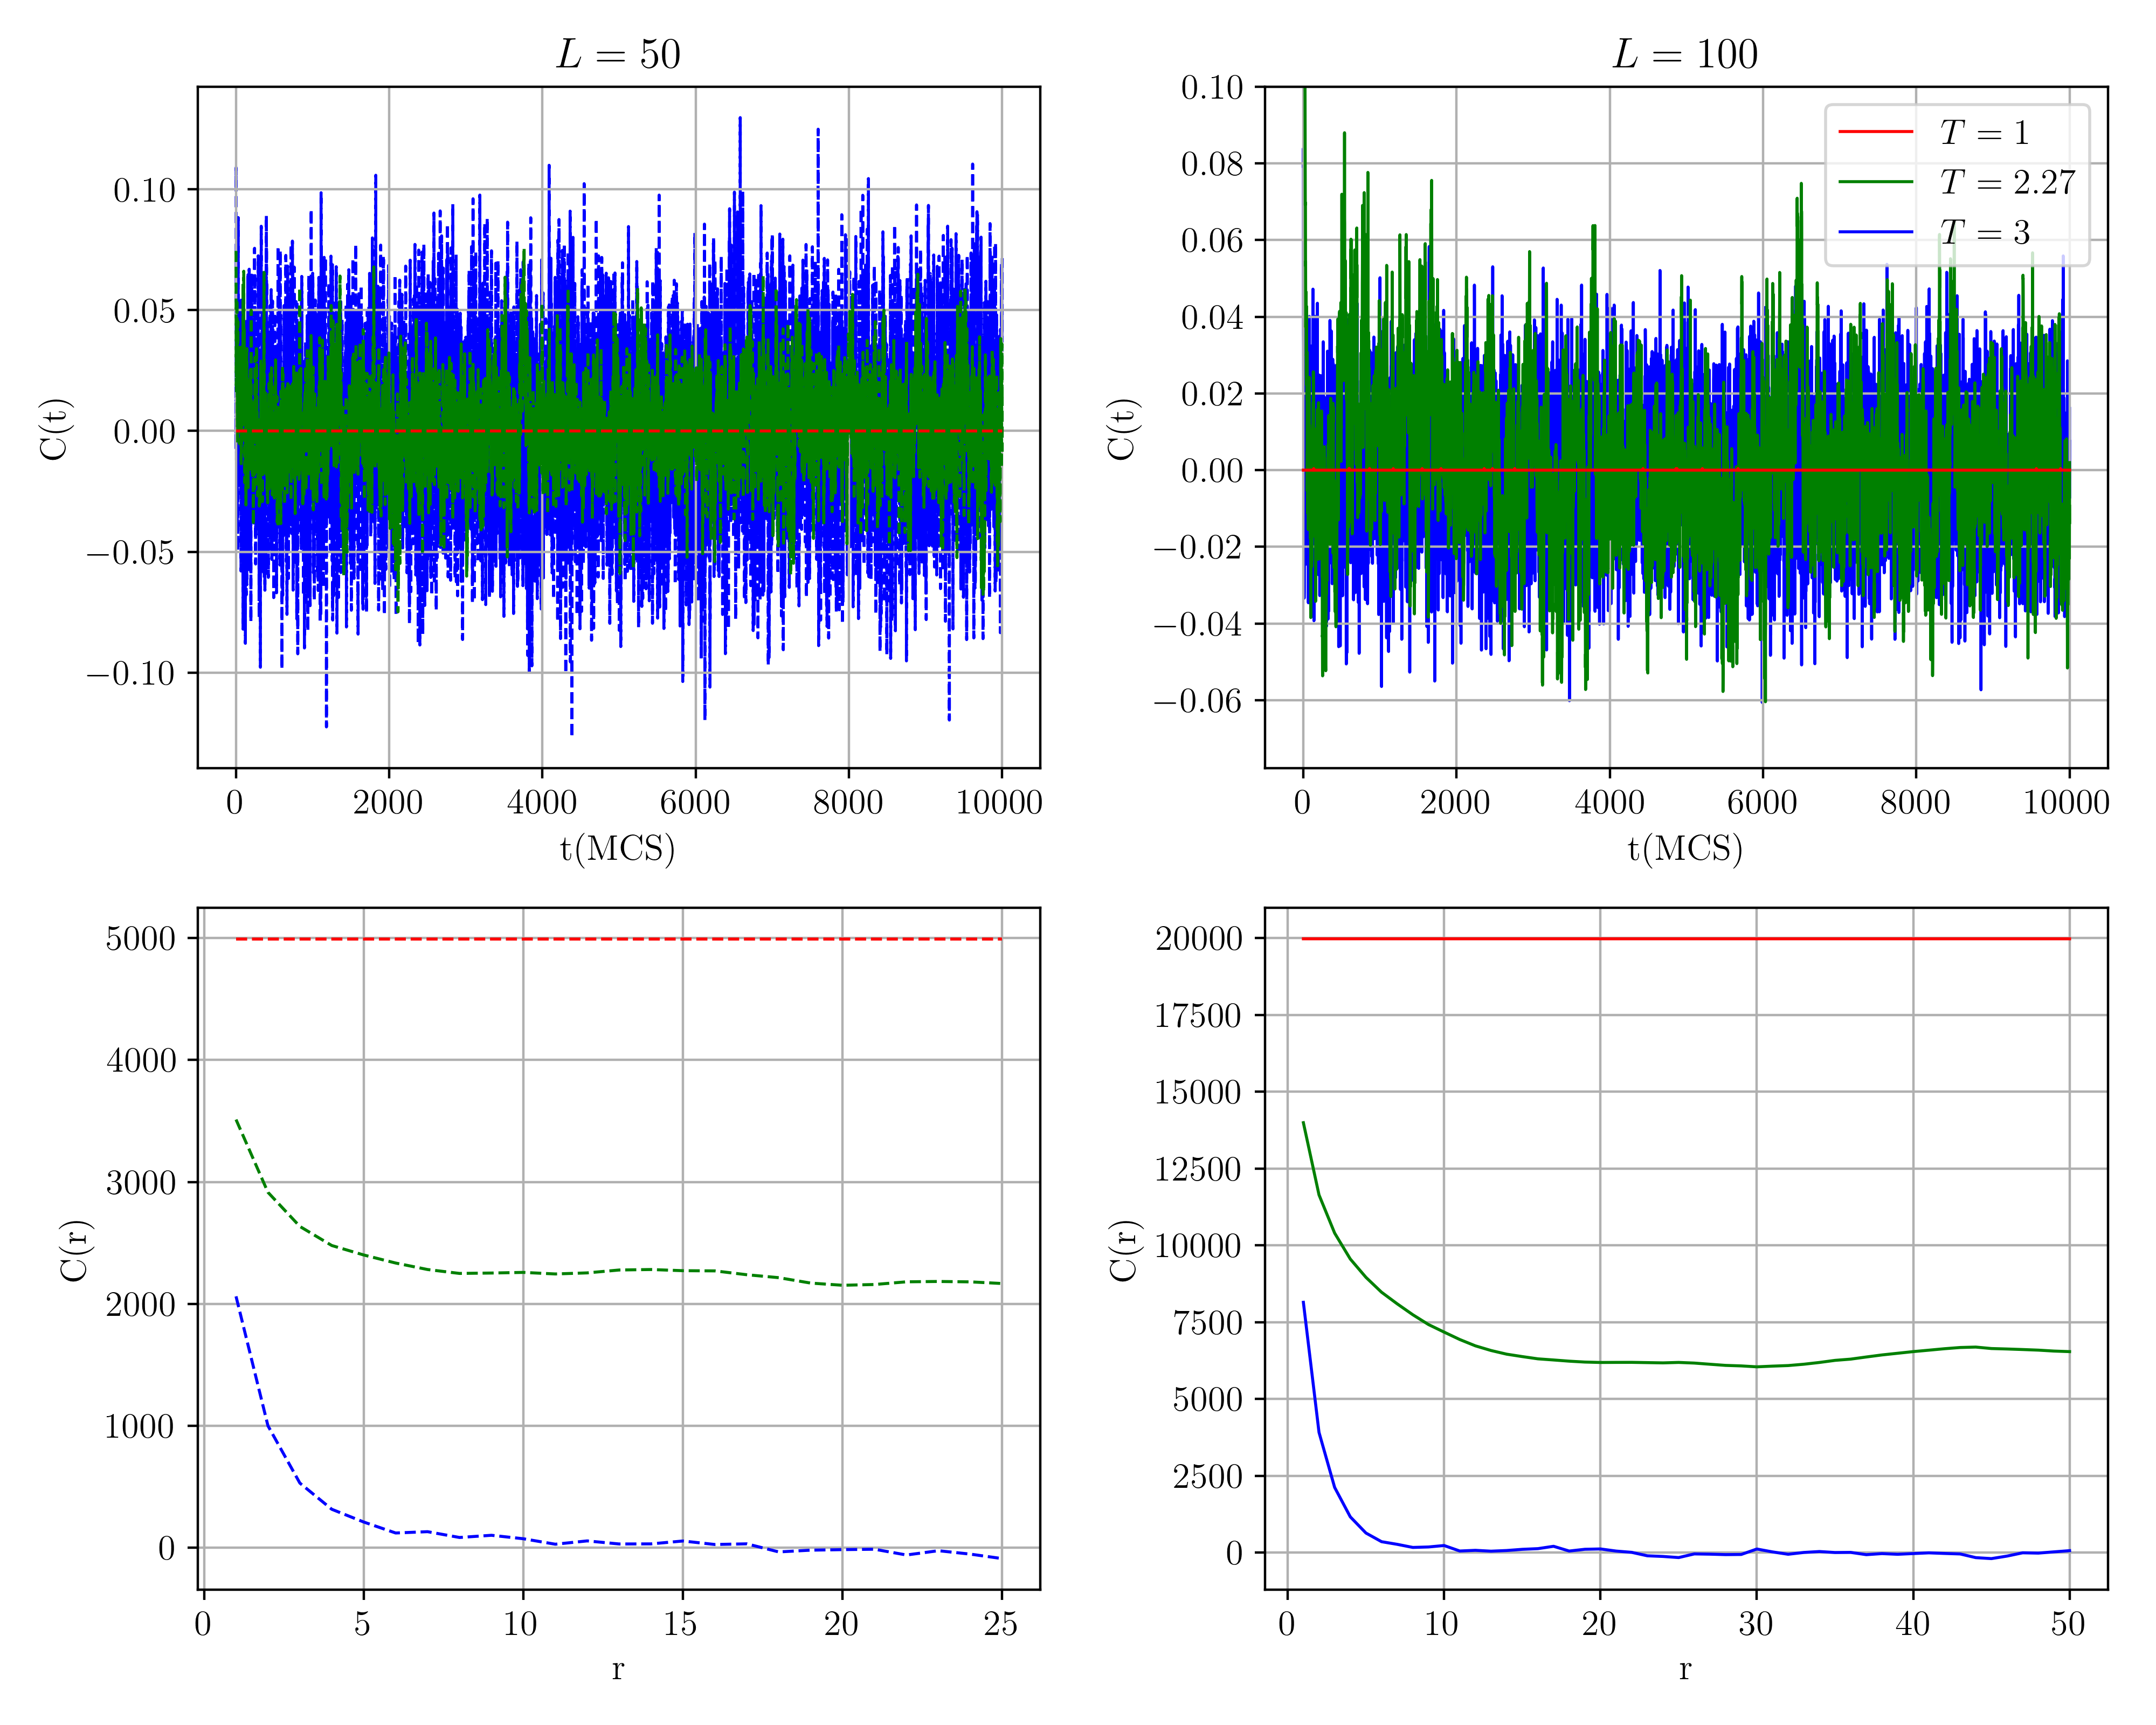 L = 50
0.10
0.05
0.00
−0.05
−0.10
C(t)
0 2000 4000 6000 8000 10000
t(MCS)
L = 100
0.10
0.08
0.06
0.04
0.02
0.00
−0.02
−0.04
−0.06
C(t)
T = 1
T = 2.27
T = 3
0 2000 4000 6000 8000 10000
t(MCS)
5000
4000
3000
2000
1000
0
C(r)
0 5 10 15 20 25
r
20000
17500
15000
12500
10000
7500
5000
2500
0
C(r)
0 10 20 30 40 50
r